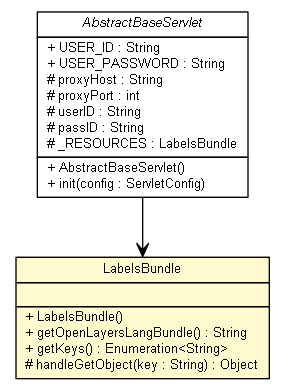 AbstractBaseServlet
+ USER_ID : String
+ USER_PASSWORD : String
# proxyHost : String
# proxyPort : int
# userID : String
# passID : String
# _RESOURCES : LabelsBundle
+ AbstractBaseServlet()
+ init(config : ServletConfig)
LabelsBundle
+ LabelsBundle()
+ getOpenLayersLangBundle() : String
+ getKeys() : Enumeration<String>
# handleGetObject(key : String) : Object